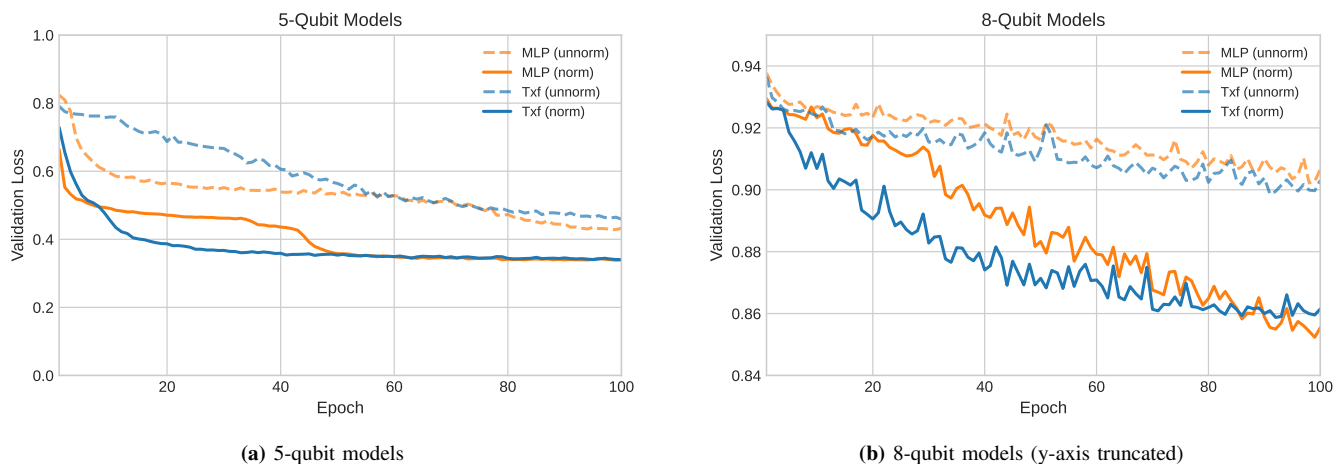 5-Qubit Models
1.0
0.8
0.6
0.4
0.2
0.0
Validation Loss
20
40
60
80
100
Epoch
MLP (unnorm)
MLP (norm)
Txf (unnorm)
Txf (norm)
(a) 5-qubit models
8-Qubit Models
0.94
0.92
0.90
0.88
0.86
0.84
Validation Loss
20
40
60
80
100
Epoch
MLP (unnorm)
MLP (norm)
Txf (unnorm)
Txf (norm)
(b) 8-qubit models (y-axis truncated)